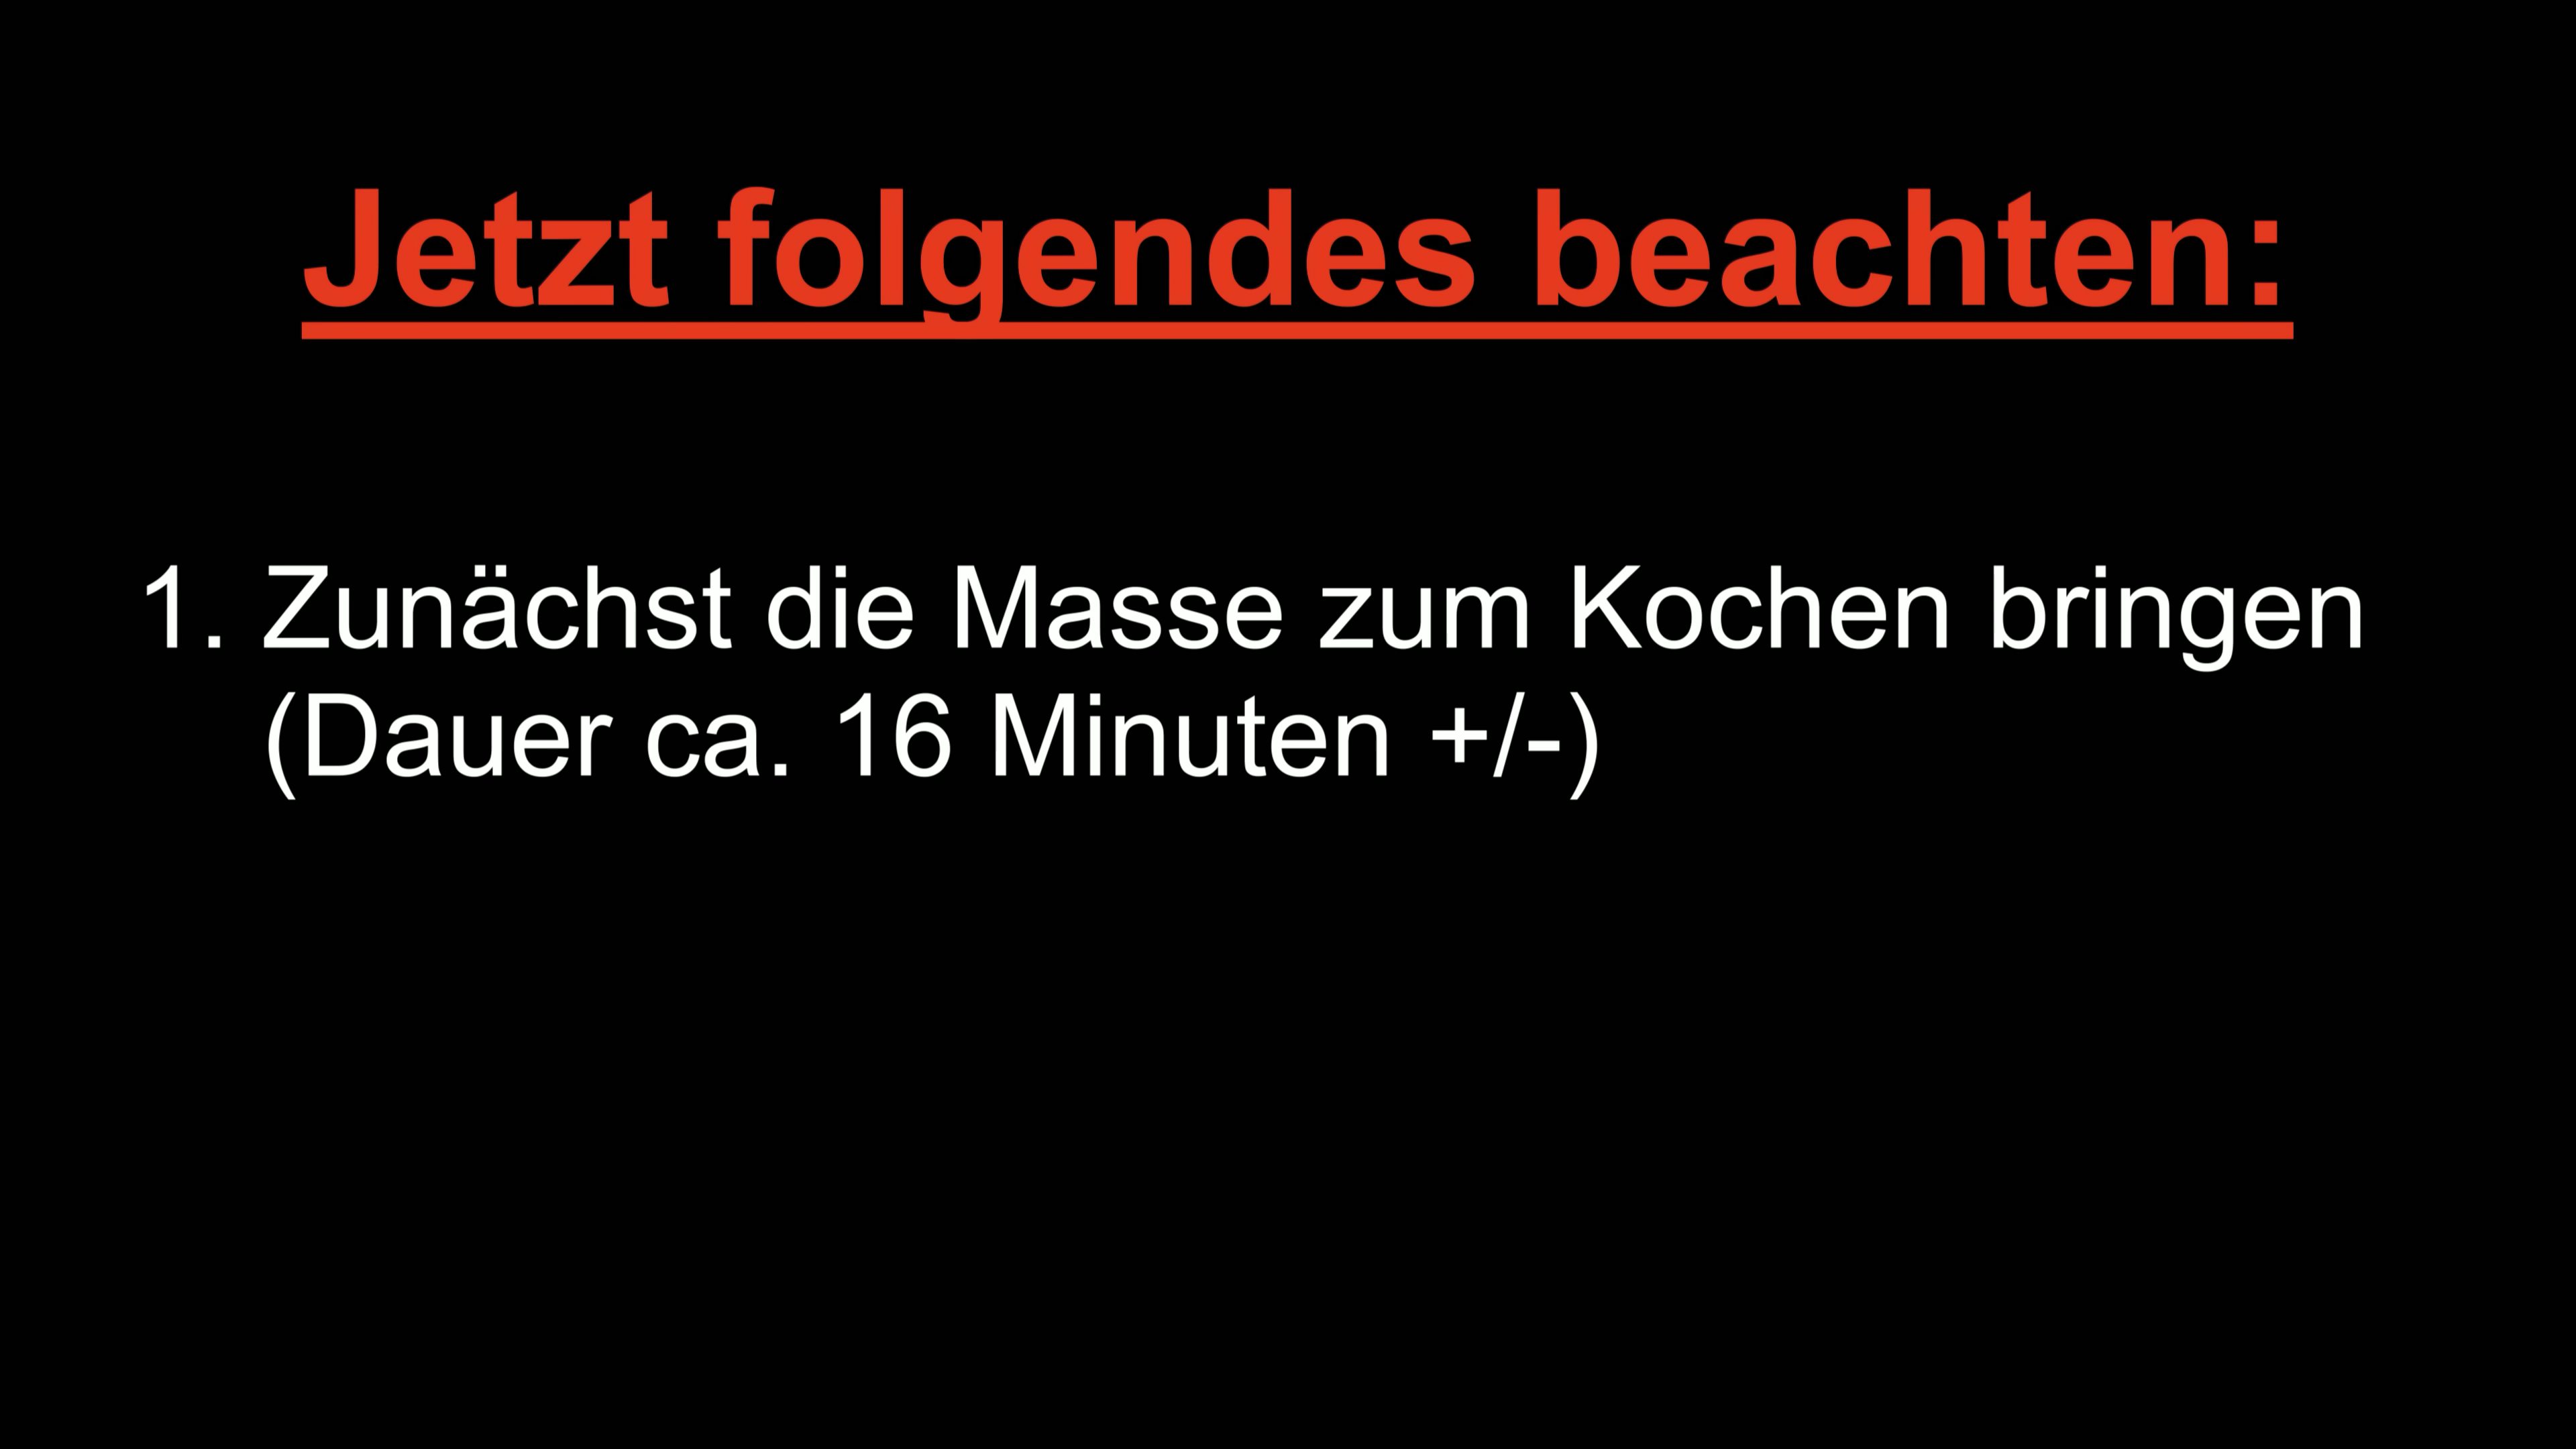 Jetzt folgendes beachten:
1. Zunächst die Masse zum Kochen bringen
(Dauer ca. 16 Minuten +/-)